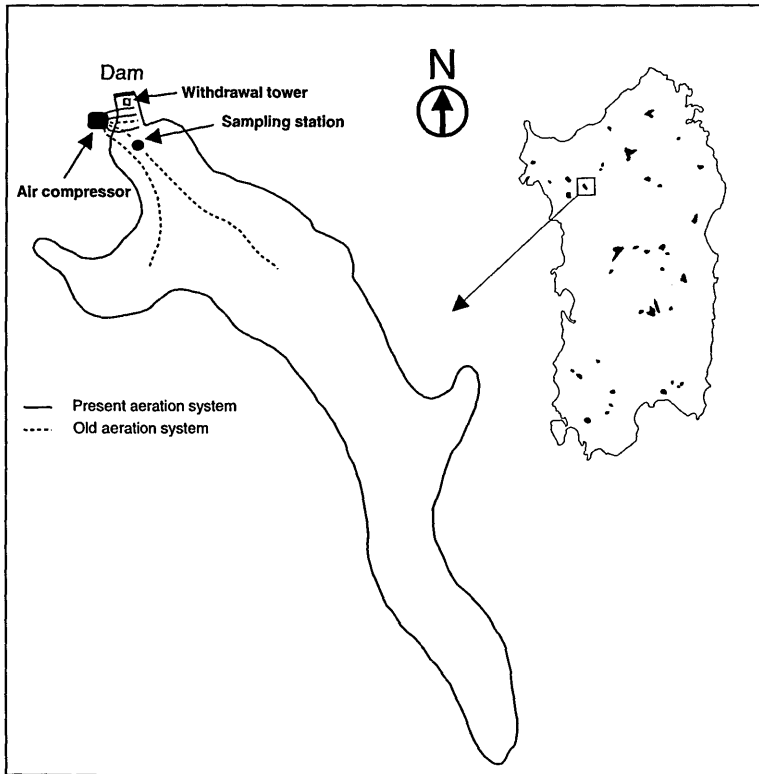 Dam
Withdrawal tower
Sampling station
Air compressor
N
Present aeration system
Old aeration system